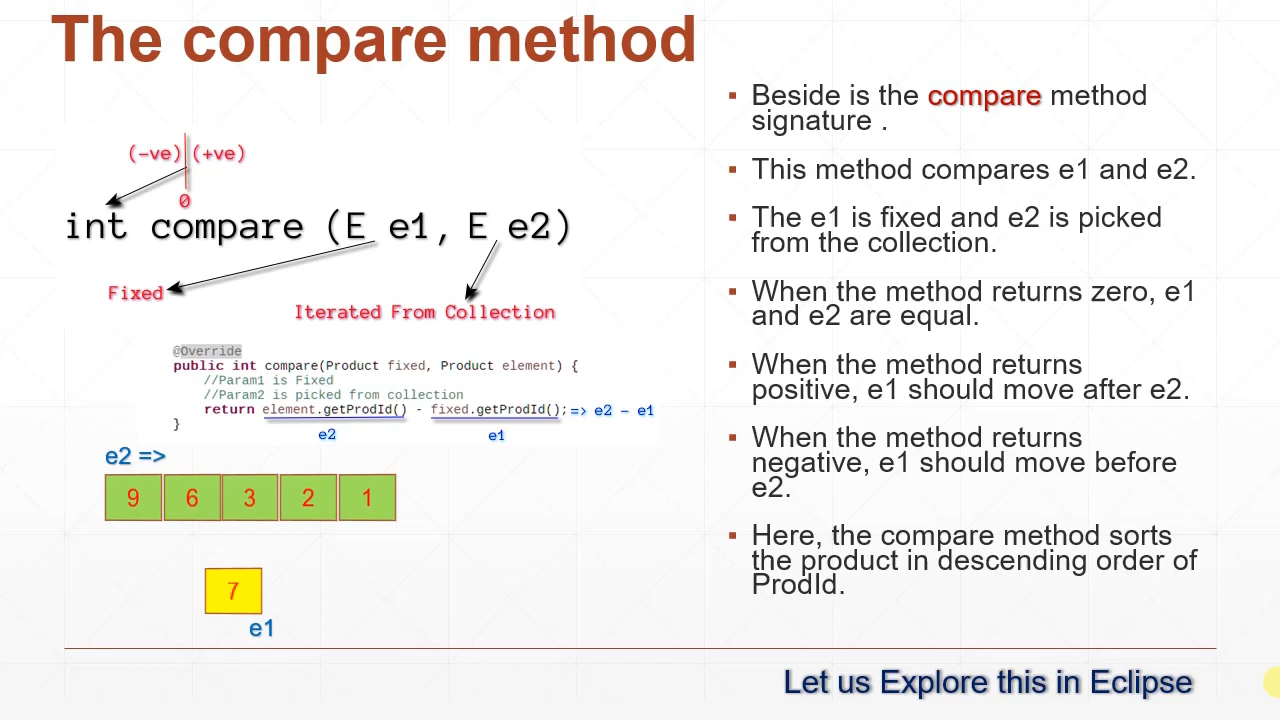 The compare method
(-ve) (+ve)
0
int compare (E e1, E e2)
Fixed
Iterated From Collection
@Override
public int compare(Product fixed, Product element) {
//Param1 is Fixed
//Param2 is picked from collection
return element.getProdId() - fixed.getProdId(); => e2 - e1
}
e2
e1
e2 =>
9 6 3 2 1
7
e1
▪ Beside is the compare method
signature .
▪ This method compares e1 and e2.
▪ The e1 is fixed and e2 is picked
from the collection.
▪ When the method returns zero, e1
and e2 are equal.
▪ When the method returns
positive, e1 should move after e2.
▪ When the method returns
negative, e1 should move before
e2.
▪ Here, the compare method sorts
the product in descending order of
ProdId.
Let us Explore this in Eclipse